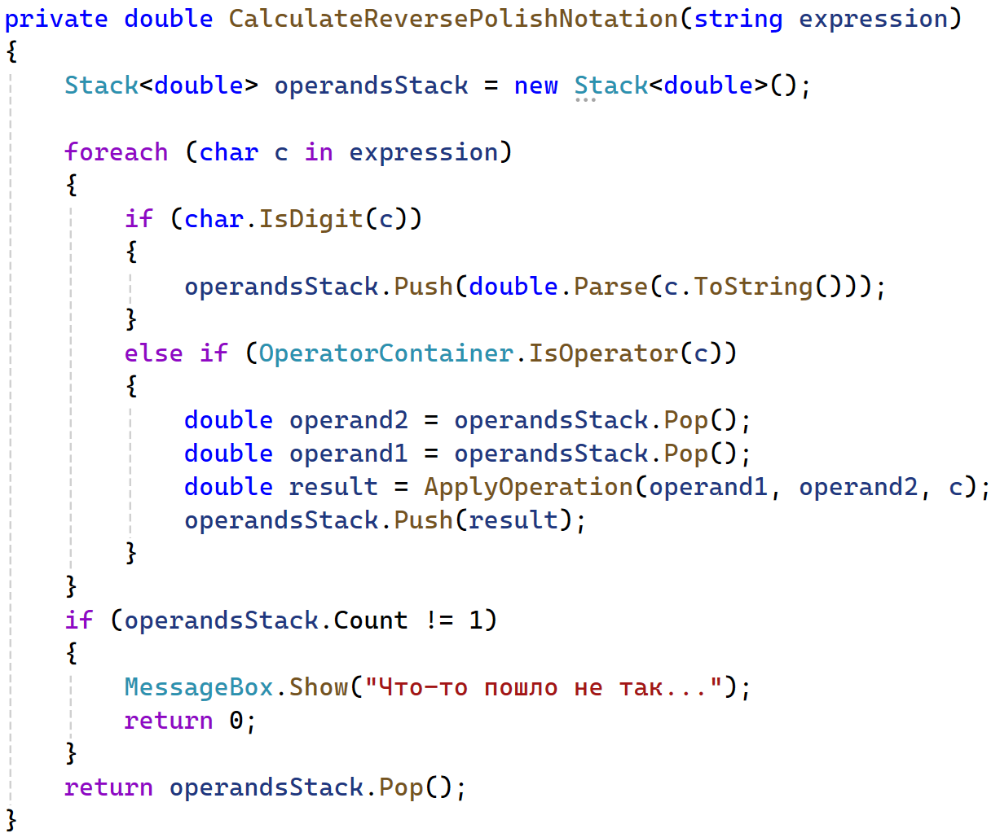 private double CalculateReversePolishNotation(string expression)
{
    Stack<double> operandsStack = new Stack<double>();

    foreach (char c in expression)
    {
        if (char.IsDigit(c))
        {
            operandsStack.Push(double.Parse(c.ToString()));
        }
        else if (OperatorContainer.IsOperator(c))
        {
            double operand2 = operandsStack.Pop();
            double operand1 = operandsStack.Pop();
            double result = ApplyOperation(operand1, operand2, c);
            operandsStack.Push(result);
        }
    }
    if (operandsStack.Count != 1)
    {
        MessageBox.Show("Что-то пошло не так...");
        return 0;
    }
    return operandsStack.Pop();
}